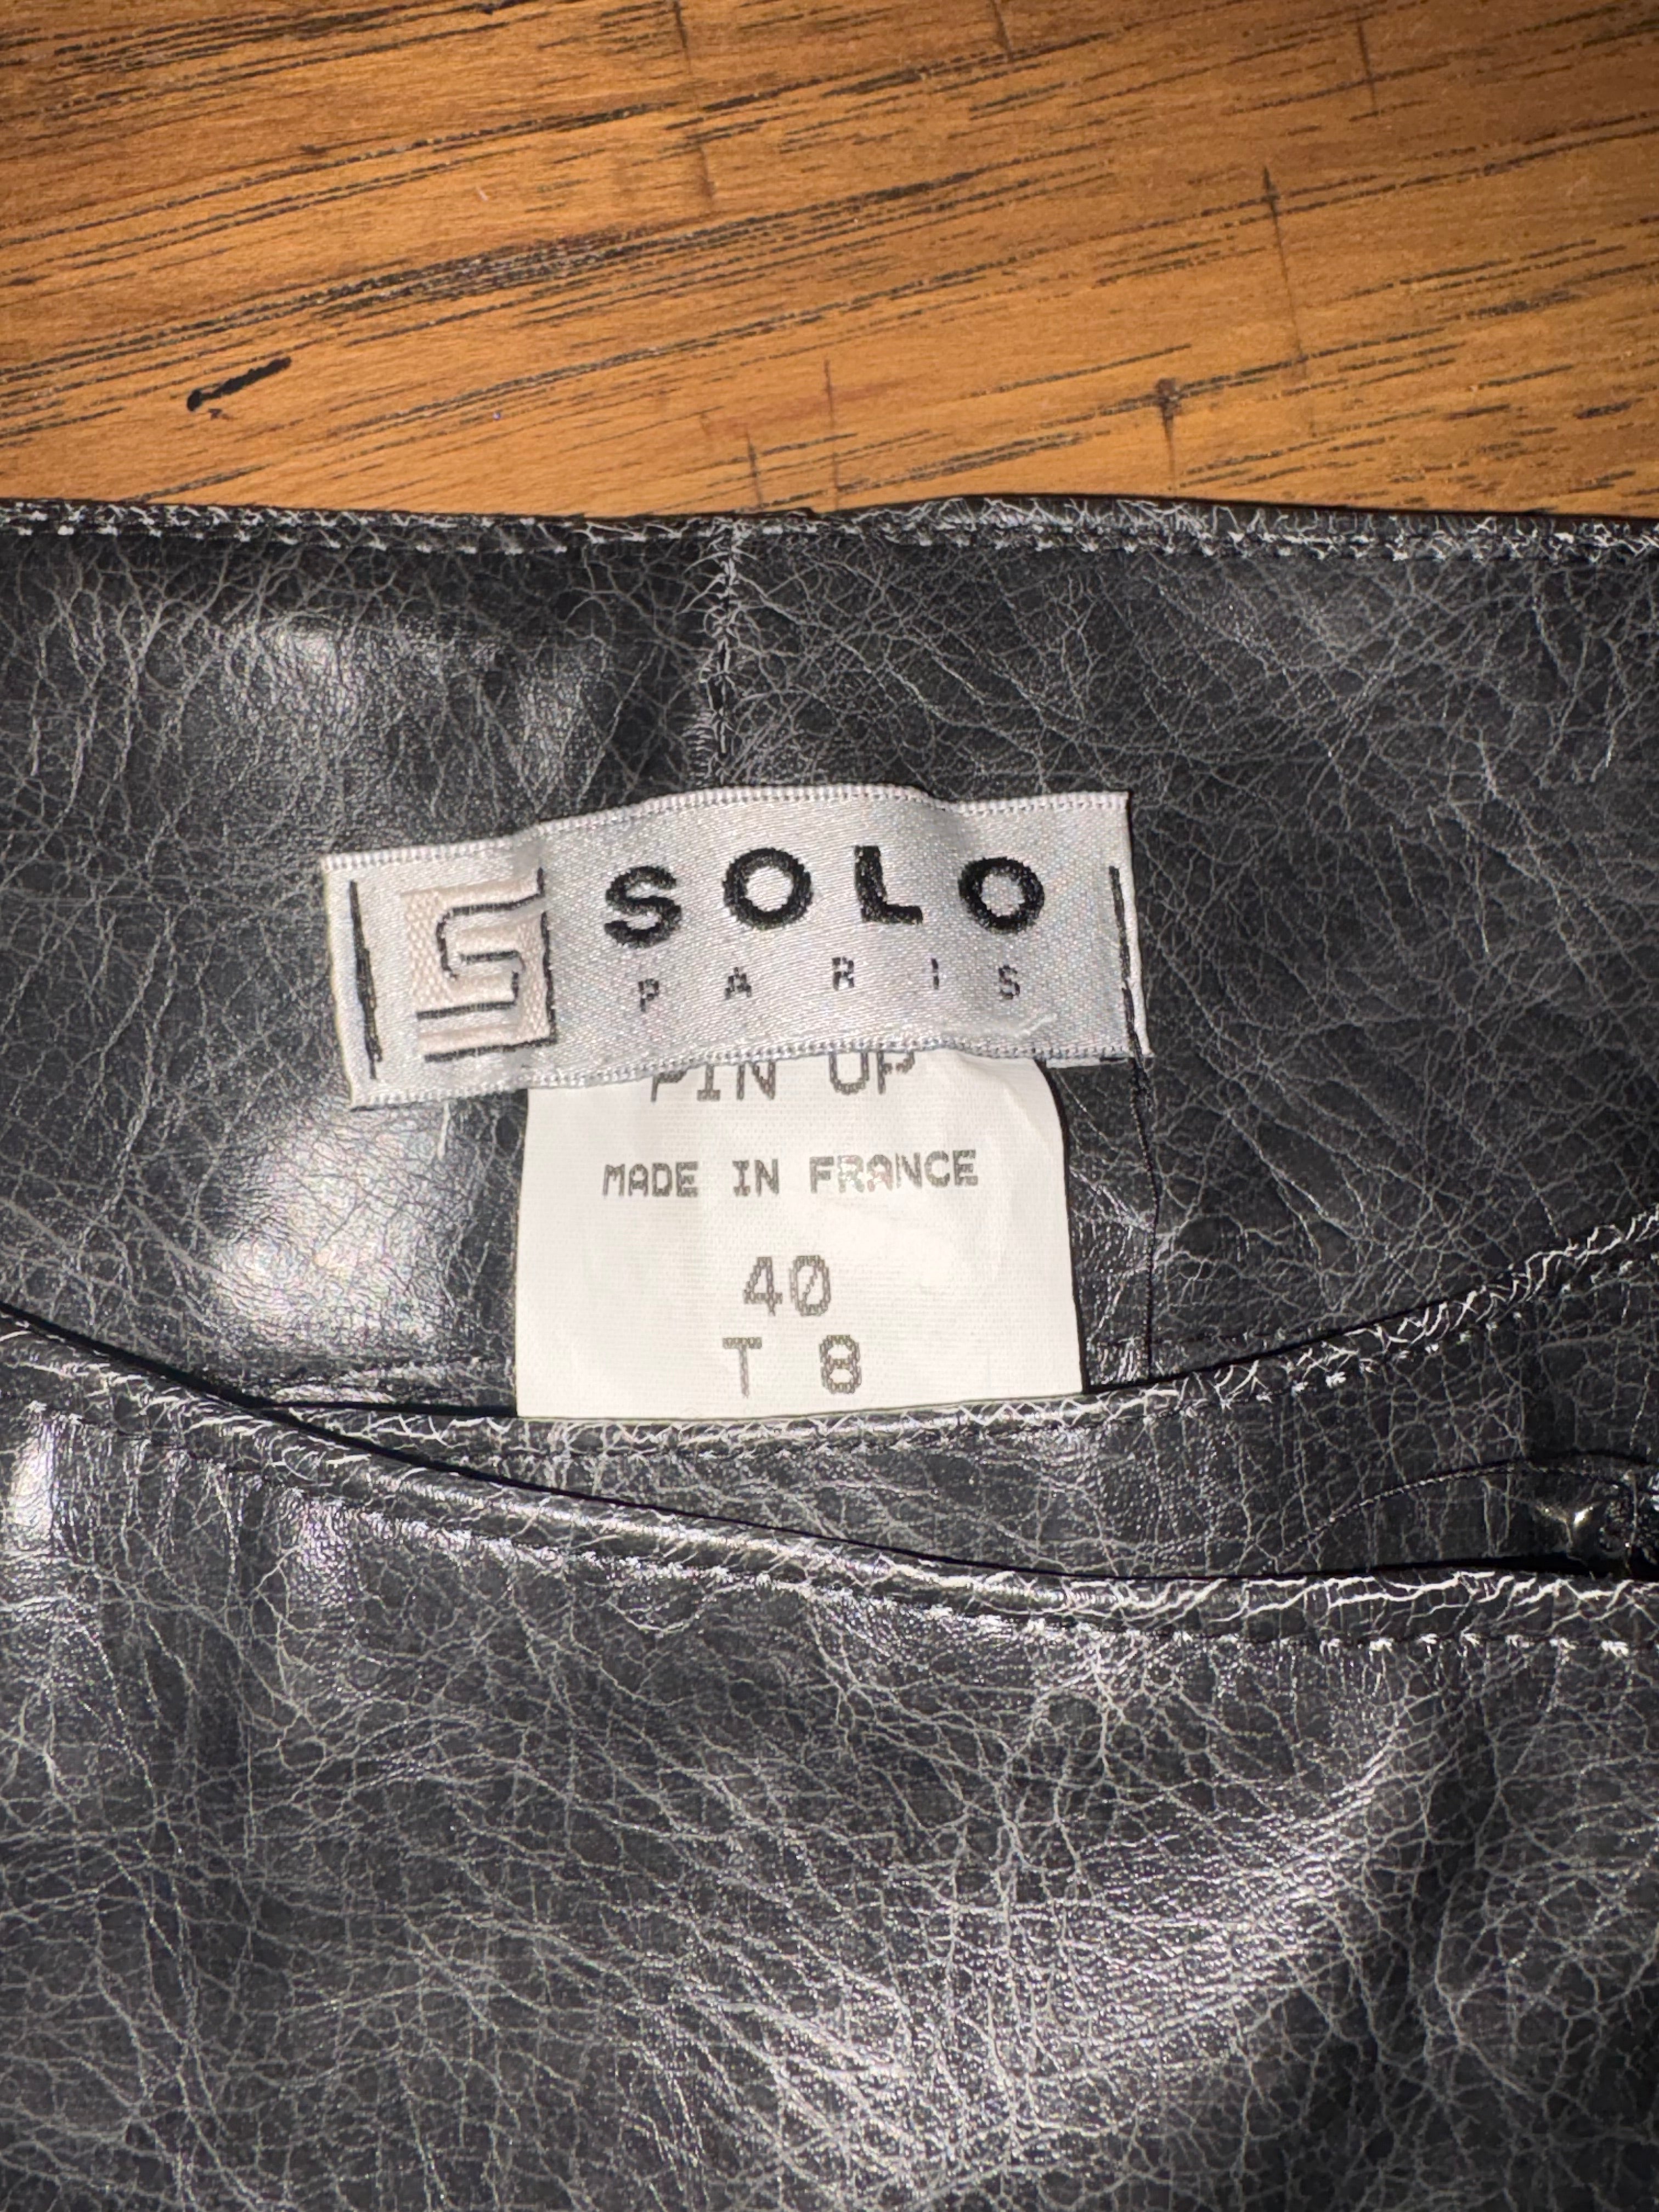 S SOLO
PARIS
PIN UP
MADE IN FRANCE
40
T 8